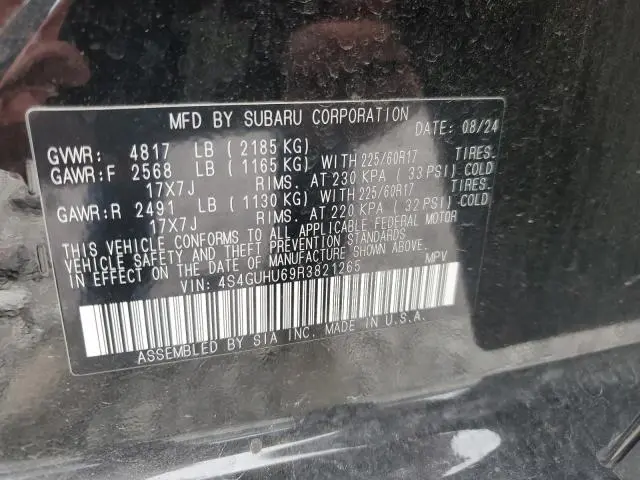 MFD BY SUBARU CORPORATION
DATE: 08/24
GVWR: 4817 LB (2185 KG)
GAWR:F 2568 LB (1165 KG) WITH 225/60R17 TIRES,
17X7J RIMS, AT 230 KPA (33 PSI) COLD
GAWR:R 2491 LB (1130 KG) WITH 225/60R17 TIRES,
17X7J RIMS, AT 220 KPA (32 PSI) COLD
THIS VEHICLE CONFORMS TO ALL APPLICABLE FEDERAL MOTOR
VEHICLE SAFETY AND THEFT PREVENTION STANDARDS
IN EFFECT ON THE DATE OF MANUFACTURE SHOWN ABOVE.
VIN: 4S4GUHU69R3821265 MPV
ASSEMBLED BY SIA INC. MADE IN U.S.A.